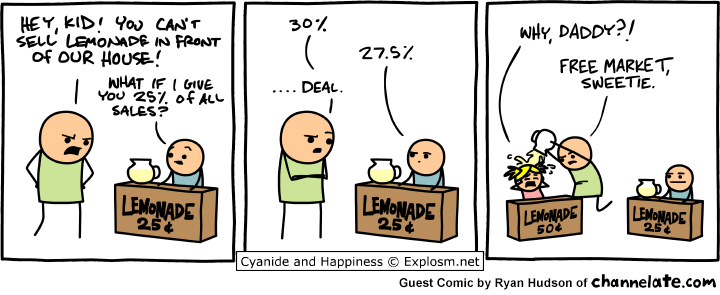 HEY, KID! YOU CAN'T
SELL LEMONADE IN FRONT
OF OUR HOUSE!
WHAT IF I GIVE
YOU 25% OF ALL
SALES?
LEMONADE
25¢
30%
27.5%
....DEAL.
LEMONADE
25¢
WHY, DADDY?!
FREE MARKET,
SWEETIE.
LEMONADE
50¢
LEMONADE
25¢
Cyanide and Happiness © Explosm.net
Guest Comic by Ryan Hudson of channelate.com